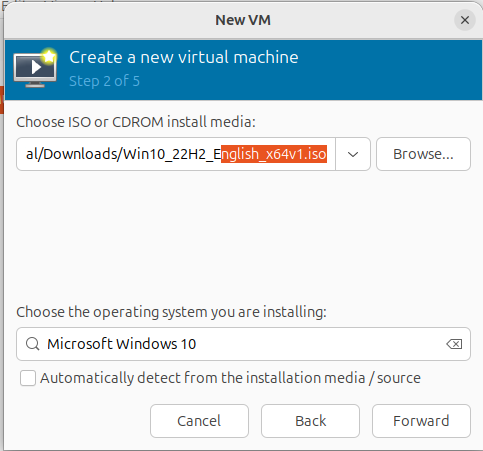 New VM
Create a new virtual machine
Step 2 of 5
Choose ISO or CDROM install media:
al/Downloads/Win10_22H2_English_x64v1.iso
Browse...
Choose the operating system you are installing:
Microsoft Windows 10
Automatically detect from the installation media / source
Cancel
Back
Forward